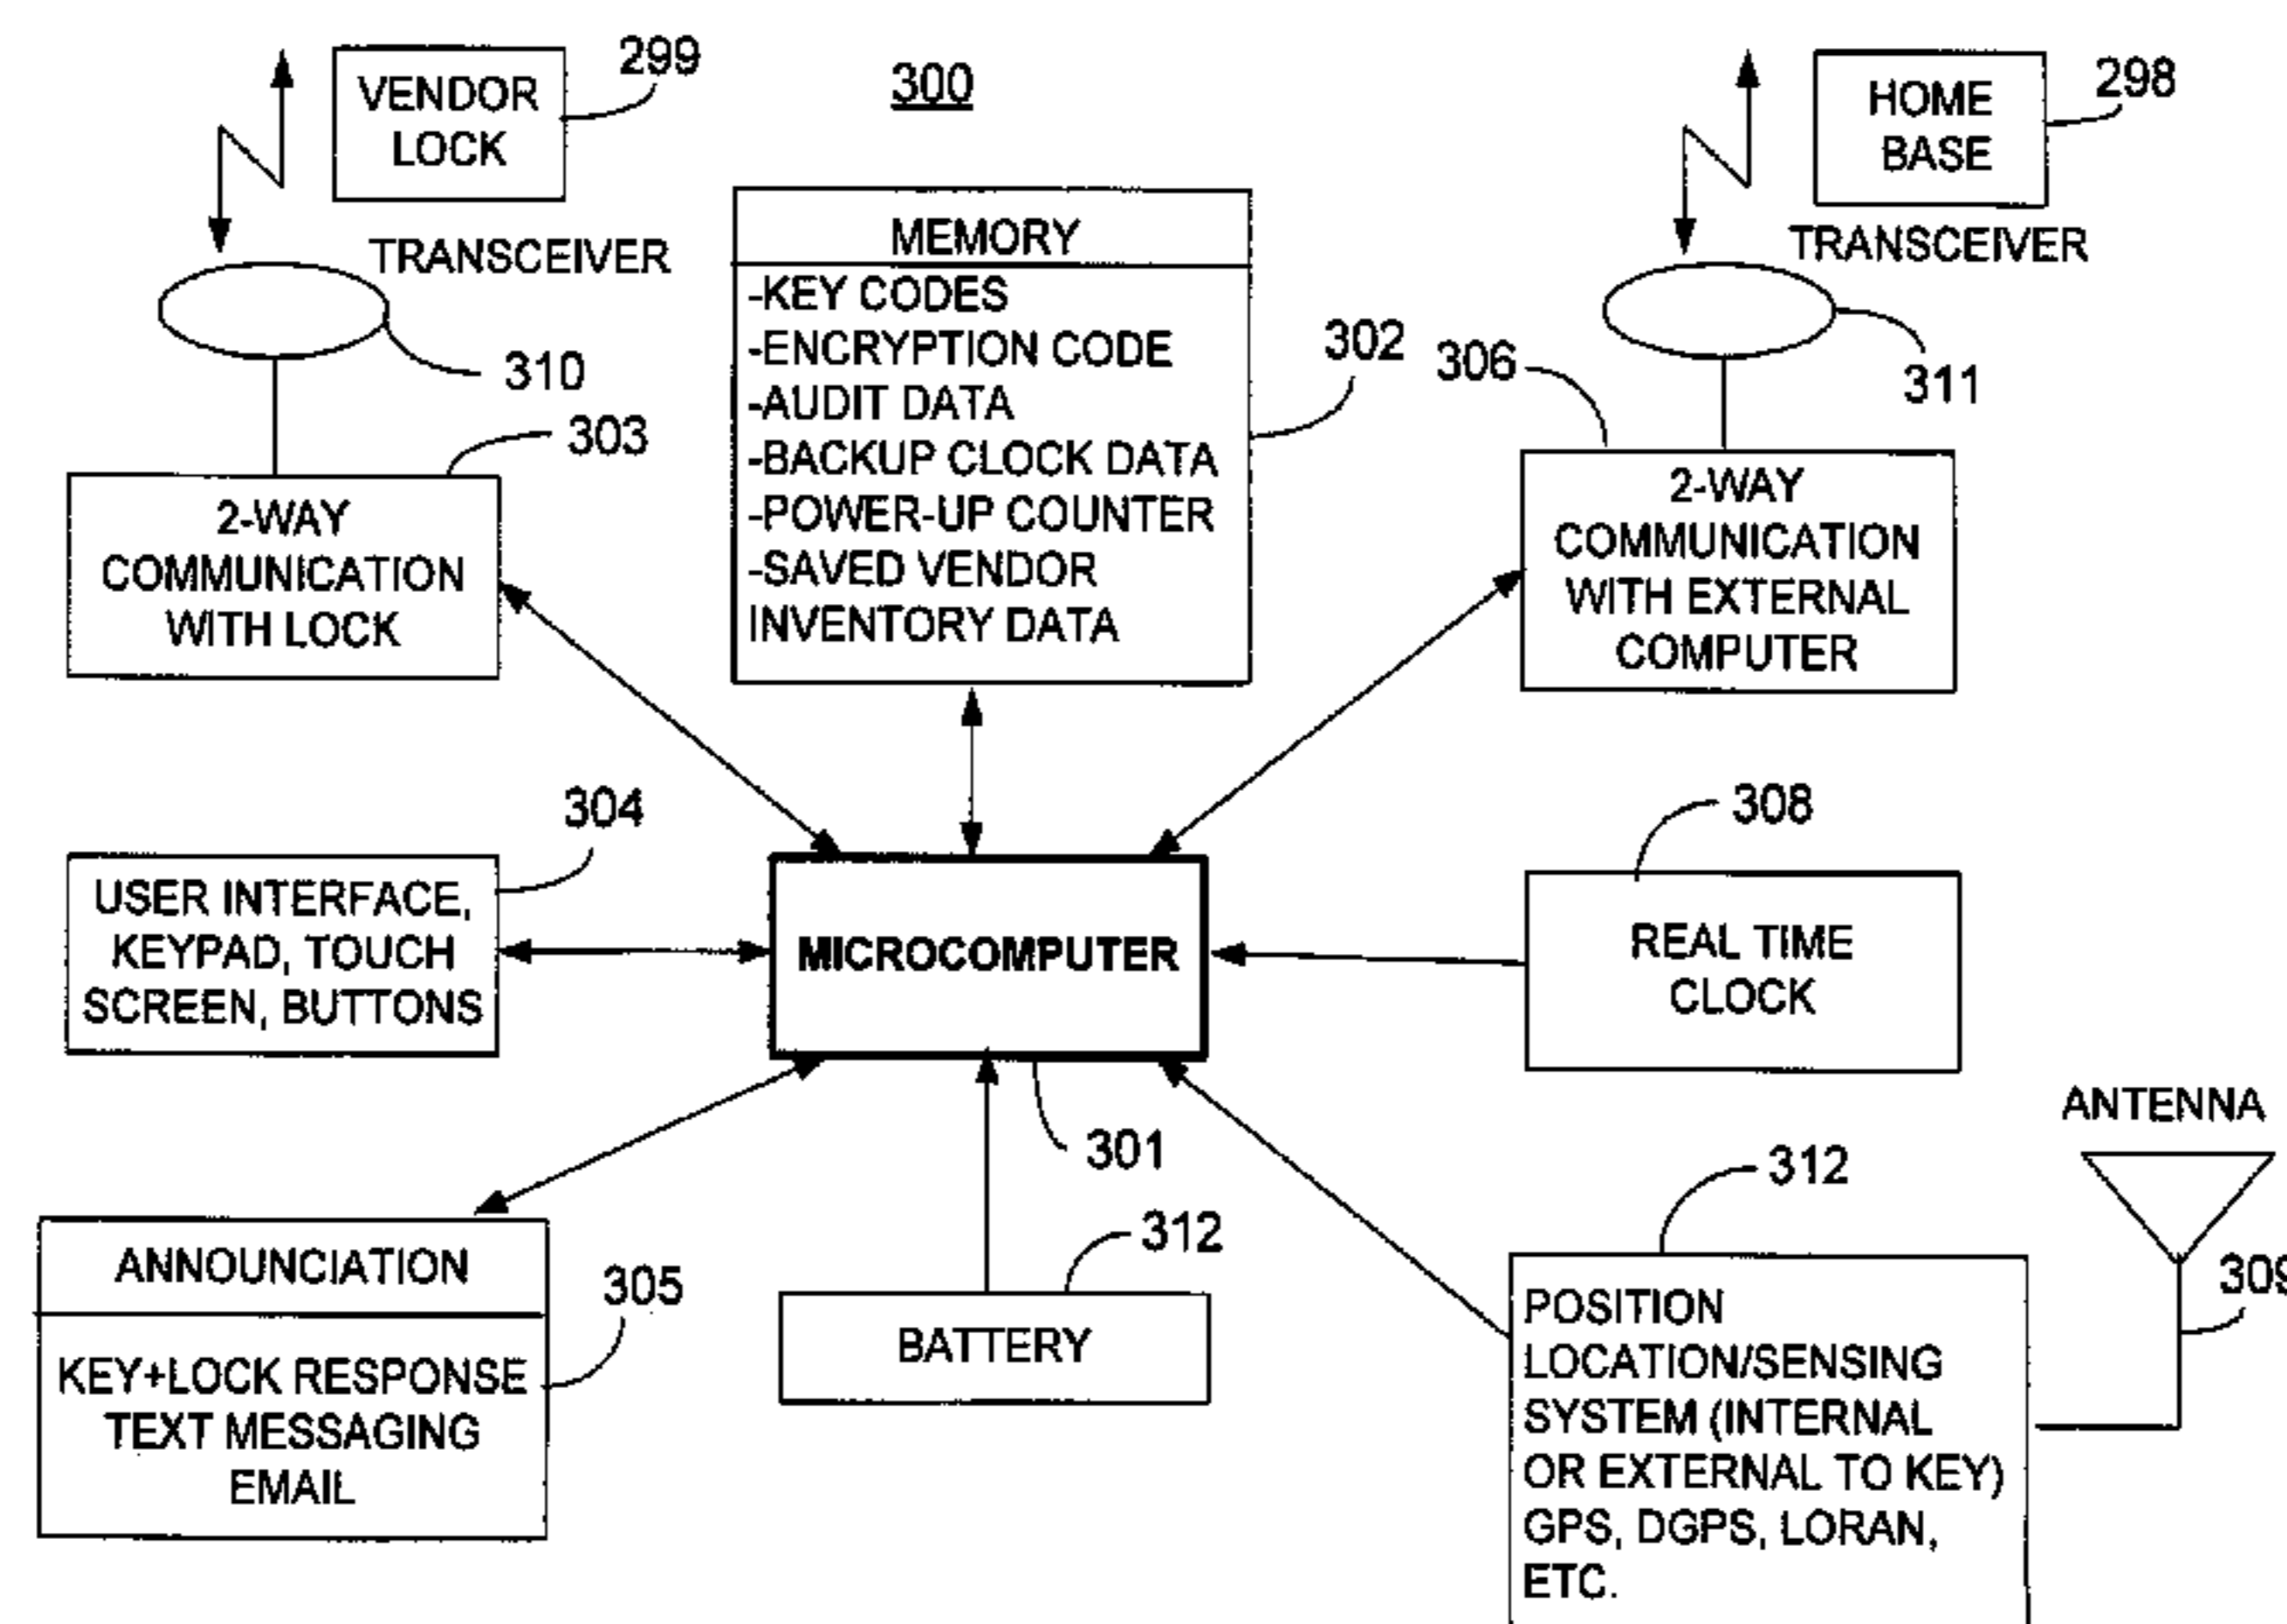 VENDOR
LOCK
299
300
HOME
BASE
298
TRANSCEIVER
310
MEMORY
-KEY CODES
-ENCRYPTION CODE
-AUDIT DATA
-BACKUP CLOCK DATA
-POWER-UP COUNTER
-SAVED VENDOR
INVENTORY DATA
302
TRANSCEIVER
311
306
303
2-WAY
COMMUNICATION
WITH LOCK
2-WAY
COMMUNICATION
WITH EXTERNAL
COMPUTER
304
USER INTERFACE,
KEYPAD, TOUCH
SCREEN, BUTTONS
MICROCOMPUTER
301
308
REAL TIME
CLOCK
ANNOUNCIATION
KEY+LOCK RESPONSE
TEXT MESSAGING
EMAIL
305
312
BATTERY
312
POSITION
LOCATION/SENSING
SYSTEM (INTERNAL
OR EXTERNAL TO KEY)
GPS, DGPS, LORAN,
ETC.
ANTENNA
309